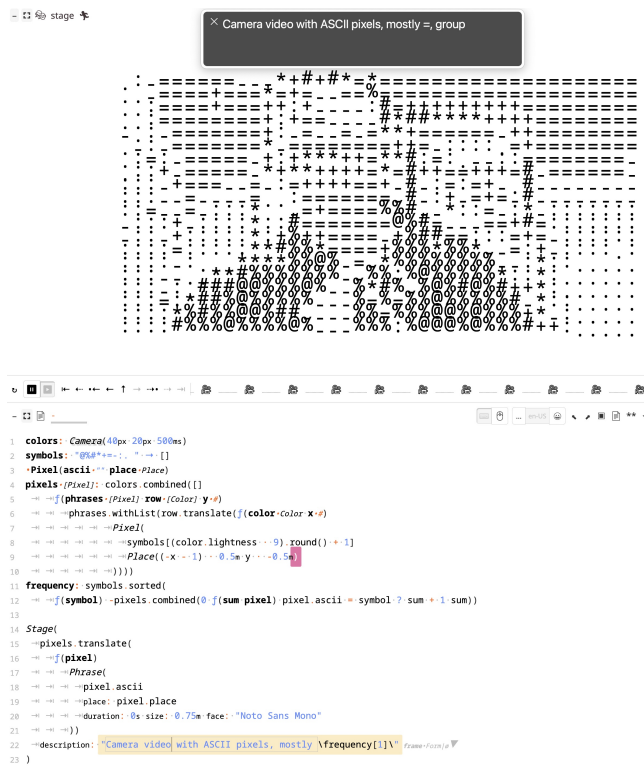 stage
× Camera video with ASCII pixels, mostly =, group
en-US
1 colors: Camera(40px 20px 500ms)
2 symbols: "@%#*+=-:. " → []
3 •Pixel(ascii•"" place•Place)
4 pixels•[Pixel]: colors.combined([]
5 ƒ(phrases•[Pixel] row•[Color] y•#)
6 phrases.withList(row.translate(ƒ(color•Color x•#)
7 Pixel(
8 symbols[(color.lightness · 9).round() + 1]
9 Place((-x - 1) · 0.5m y · -0.5m)
10 ))))
11 frequency: symbols.sorted(
12 ƒ(symbol) -pixels.combined(0 ƒ(sum pixel) pixel.ascii = symbol ? sum + 1 sum))
13
14 Stage(
15 pixels.translate(
16 ƒ(pixel)
17 Phrase(
18 pixel.ascii
19 place: pixel.place
20 duration: 0s size: 0.75m face: "Noto Sans Mono"
21 ))
22 description: "Camera video with ASCII pixels, mostly \frequency[1]\" frame•Form|ø
23 )